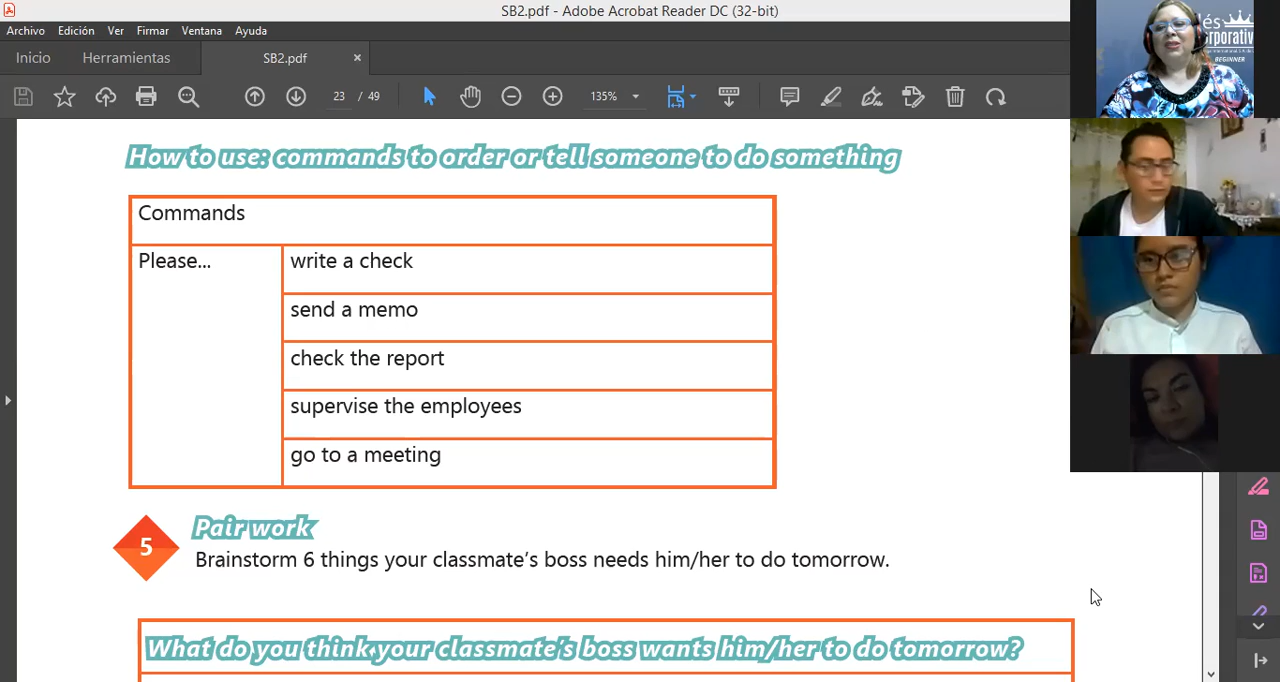 SB2.pdf - Adobe Acrobat Reader DC (32-bit)
Archivo Edición Ver Firmar Ventana Ayuda
Inicio Herramientas SB2.pdf ×
23 / 49 135%
How to use: commands to order or tell someone to do something
Commands
Please... write a check
send a memo
check the report
supervise the employees
go to a meeting
5 Pair work
Brainstorm 6 things your classmate's boss needs him/her to do tomorrow.
What do you think your classmate's boss wants him/her to do tomorrow?
BEGINNER